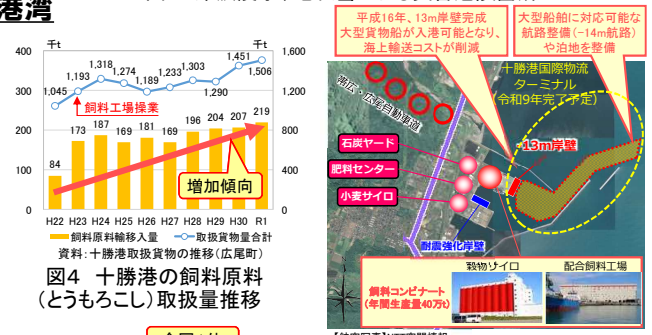 港湾
千t
千t
400
300
200
100
0
1,600
1,200
800
400
0
1,045
1,193
1,318
1,274
1,189
1,233
1,303
1,290
1,451
1,506
飼料工場操業
84
173
187
169
181
169
196
204
207
219
増加傾向
H22 H23 H24 H25 H26 H27 H28 H29 H30 R1
飼料原料輸移入量 取扱貨物量合計
資料:十勝港取扱貨物の推移(広尾町)
図4 十勝港の飼料原料
(とうもろこし)取扱量推移
平成16年、13m岸壁完成
大型貨物船が入港可能となり、
海上輸送コストが削減
大型船舶に対応可能な
航路整備(-14m航路)
や泊地を整備
十勝港国際物流
ターミナル
(令和9年完了予定)
帯広・広尾自動車道
石炭ヤード
肥料センター
小麦サイロ
-13m岸壁
耐震強化岸壁
飼料コンビナート
(年間生産量40万t)
穀物サイロ
配合飼料工場